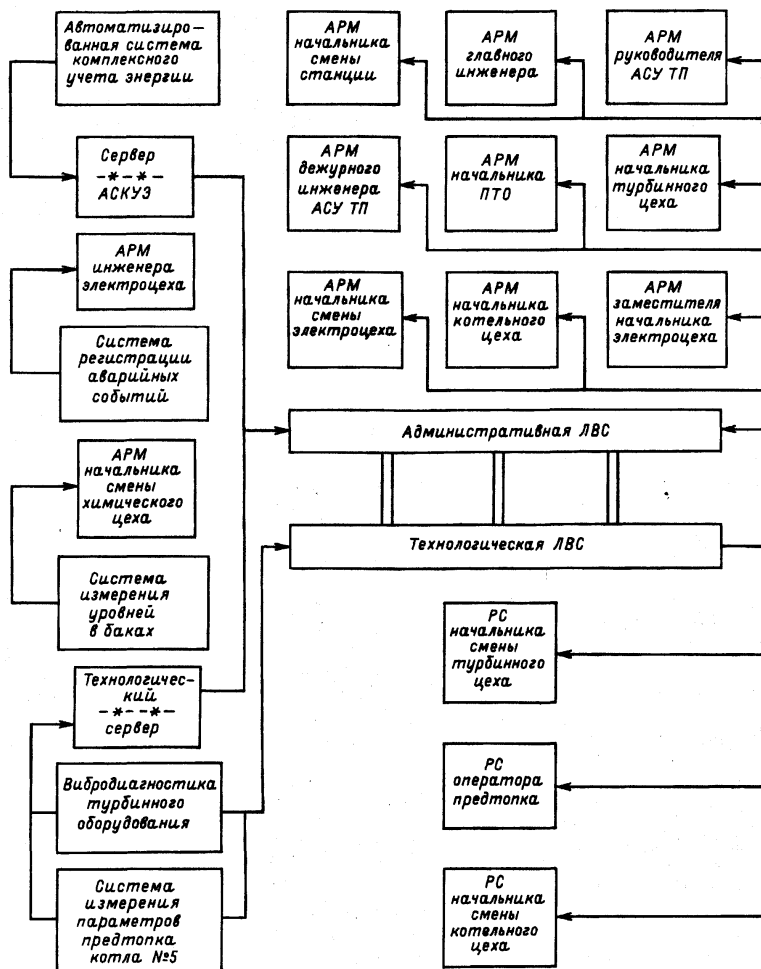 Автоматизиро–
ванная система
комплексного
учета энергии
Сервер
–*–*–
АСКУЭ
АРМ
инженера
электроцеха
Система
регистрации
аварийных
событий
АРМ
начальника
смены
химического
цеха
Система
измерения
уровней
в баках
Технологичес-
кий
–*––*–
сервер
Вибродиагностика
турбинного
оборудования
Система
измерения
параметров
предтопка
котла №5
АРМ
начальника
смены
станции
АРМ
главного
инженера
АРМ
руководителя
АСУ ТП
АРМ
дежурного
инженера
АСУ ТП
АРМ
начальника
ПТО
АРМ
начальника
турбинного
цеха
АРМ
начальника
смены
электроцеха
АРМ
начальника
котельного
цеха
АРМ
заместителя
начальника
электроцеха
Административная ЛВС
Технологическая ЛВС
РС
начальника
смены
турбинного
цеха
РС
оператора
предтопка
РС
начальника
смены
котельного
цеха